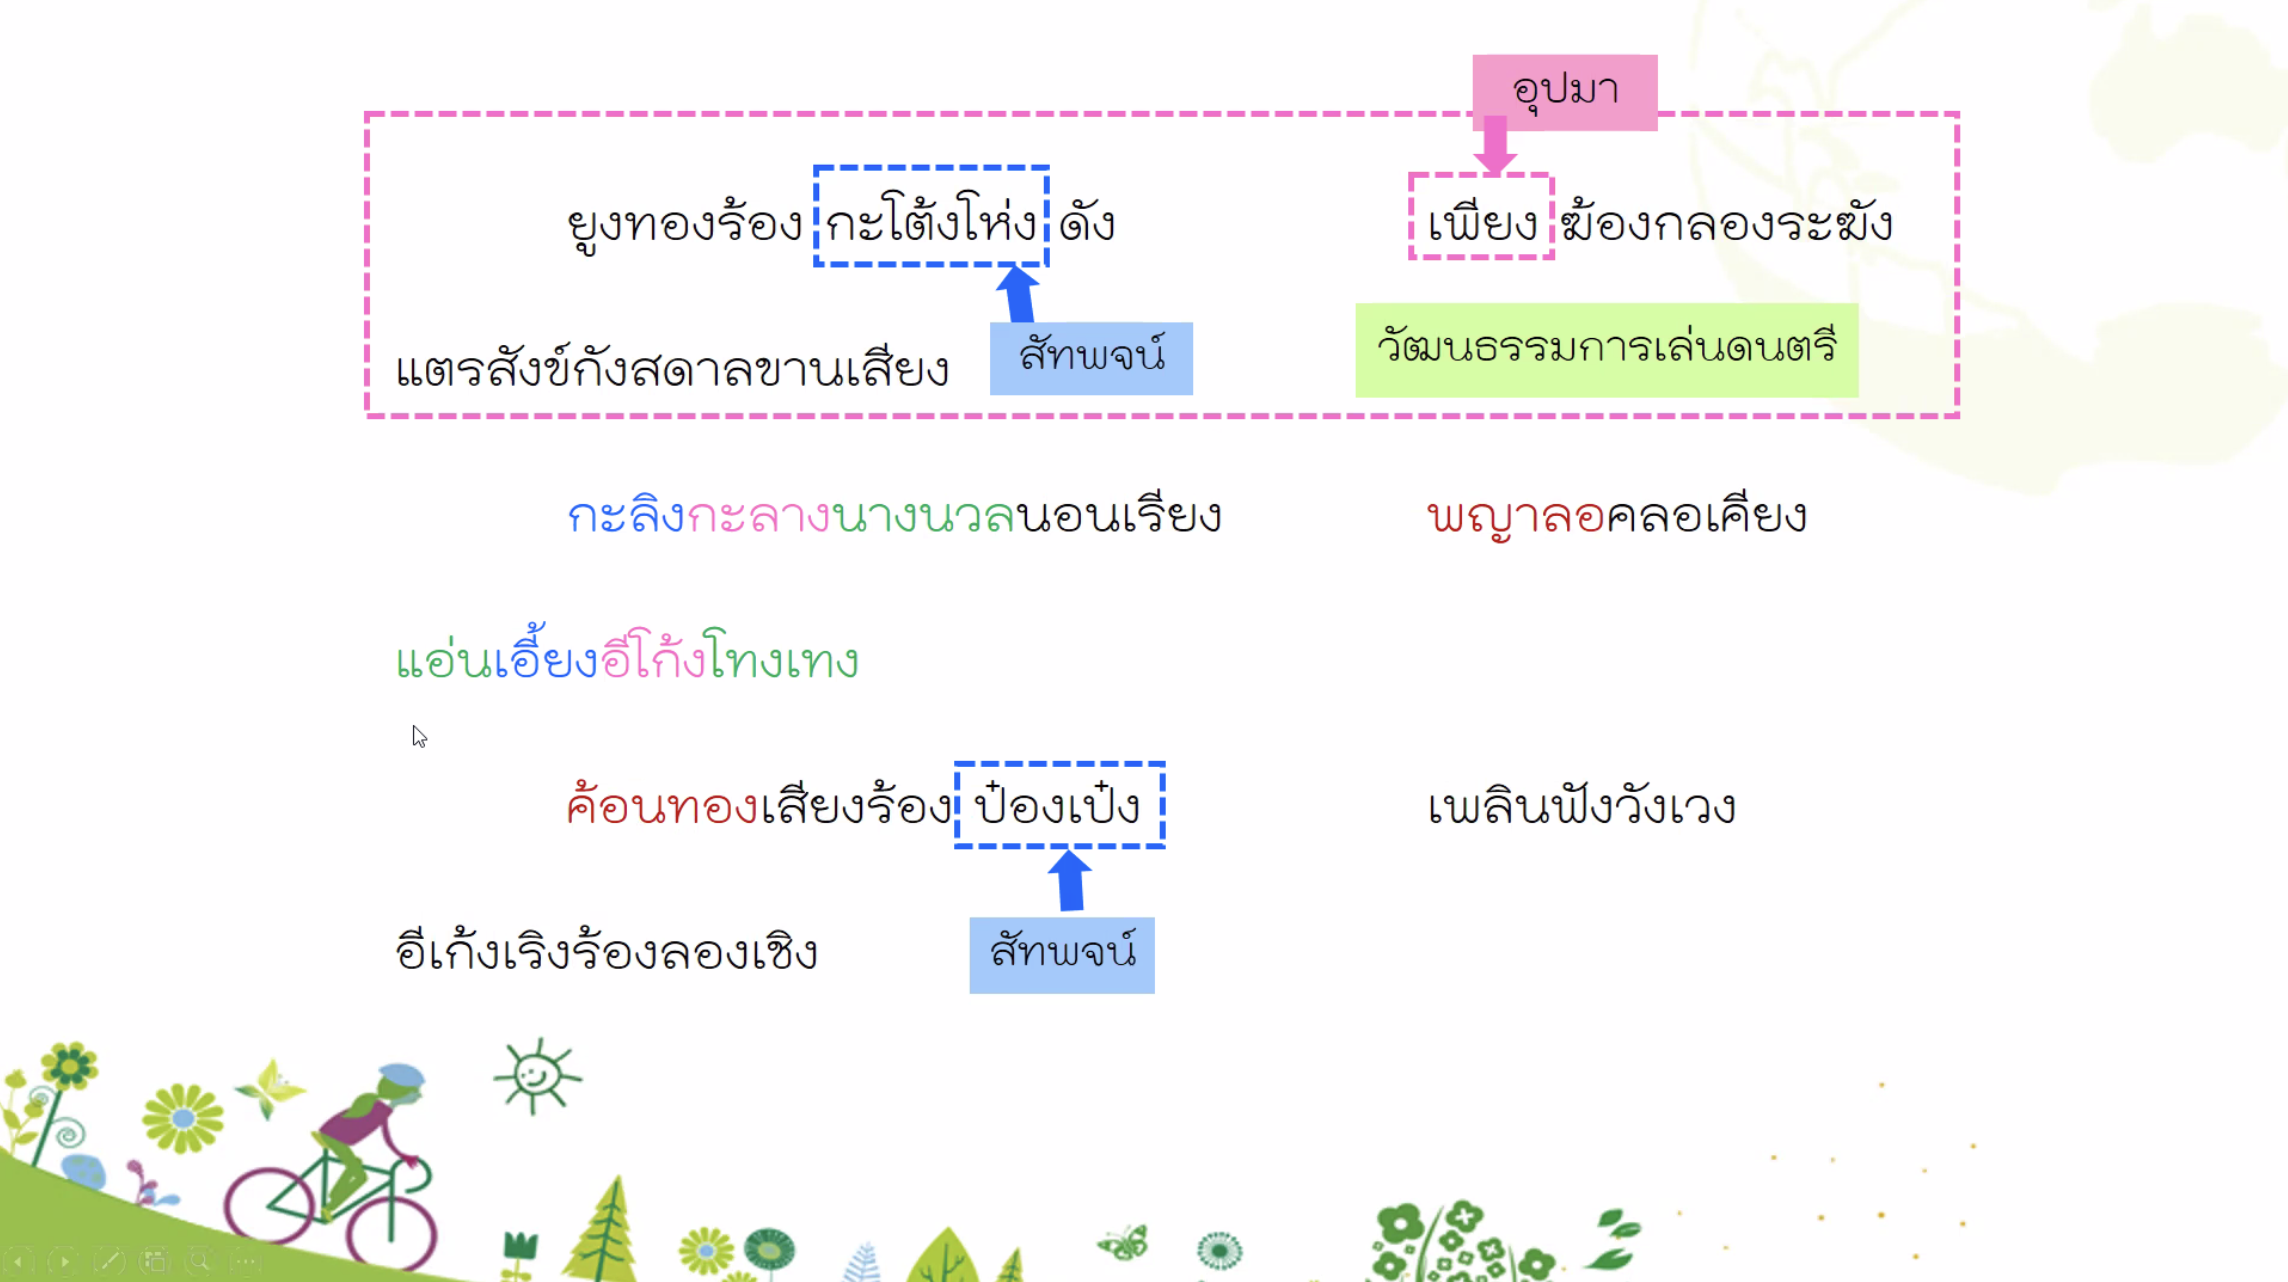 อุปมา
ยูงทองร้อง กะโต้งโห่ง ดัง เพียง ฆ้องกลองระฆัง
แตรสังข์กังสดาลขานเสียง สัทพจน์ วัฒนธรรมการเล่นดนตรี
กะลิงกะลางนางนวลนอนเรียง พญาลอคลอเคียง
แอ่นเอี้ยงอีโก้งโทงเทง
ค้อนทองเสียงร้อง ป๋องเป๋ง เพลินฟังวังเวง
อีเก้งเริงร้องลองเชิง สัทพจน์